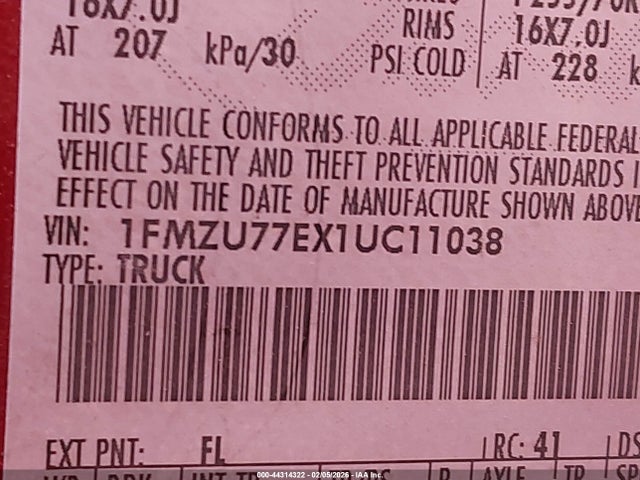 16X7.0J RIMS 16X7.0J
AT 207 kPa/30 PSI COLD AT 228
THIS VEHICLE CONFORMS TO ALL APPLICABLE FEDERAL
VEHICLE SAFETY AND THEFT PREVENTION STANDARDS
EFFECT ON THE DATE OF MANUFACTURE SHOWN ABOVE
VIN: 1FMZU77EX1UC11038
TYPE: TRUCK
EXT PNT: FL RC: 41 DS
000-44314322 - 02/05/2026 - IAA Inc.